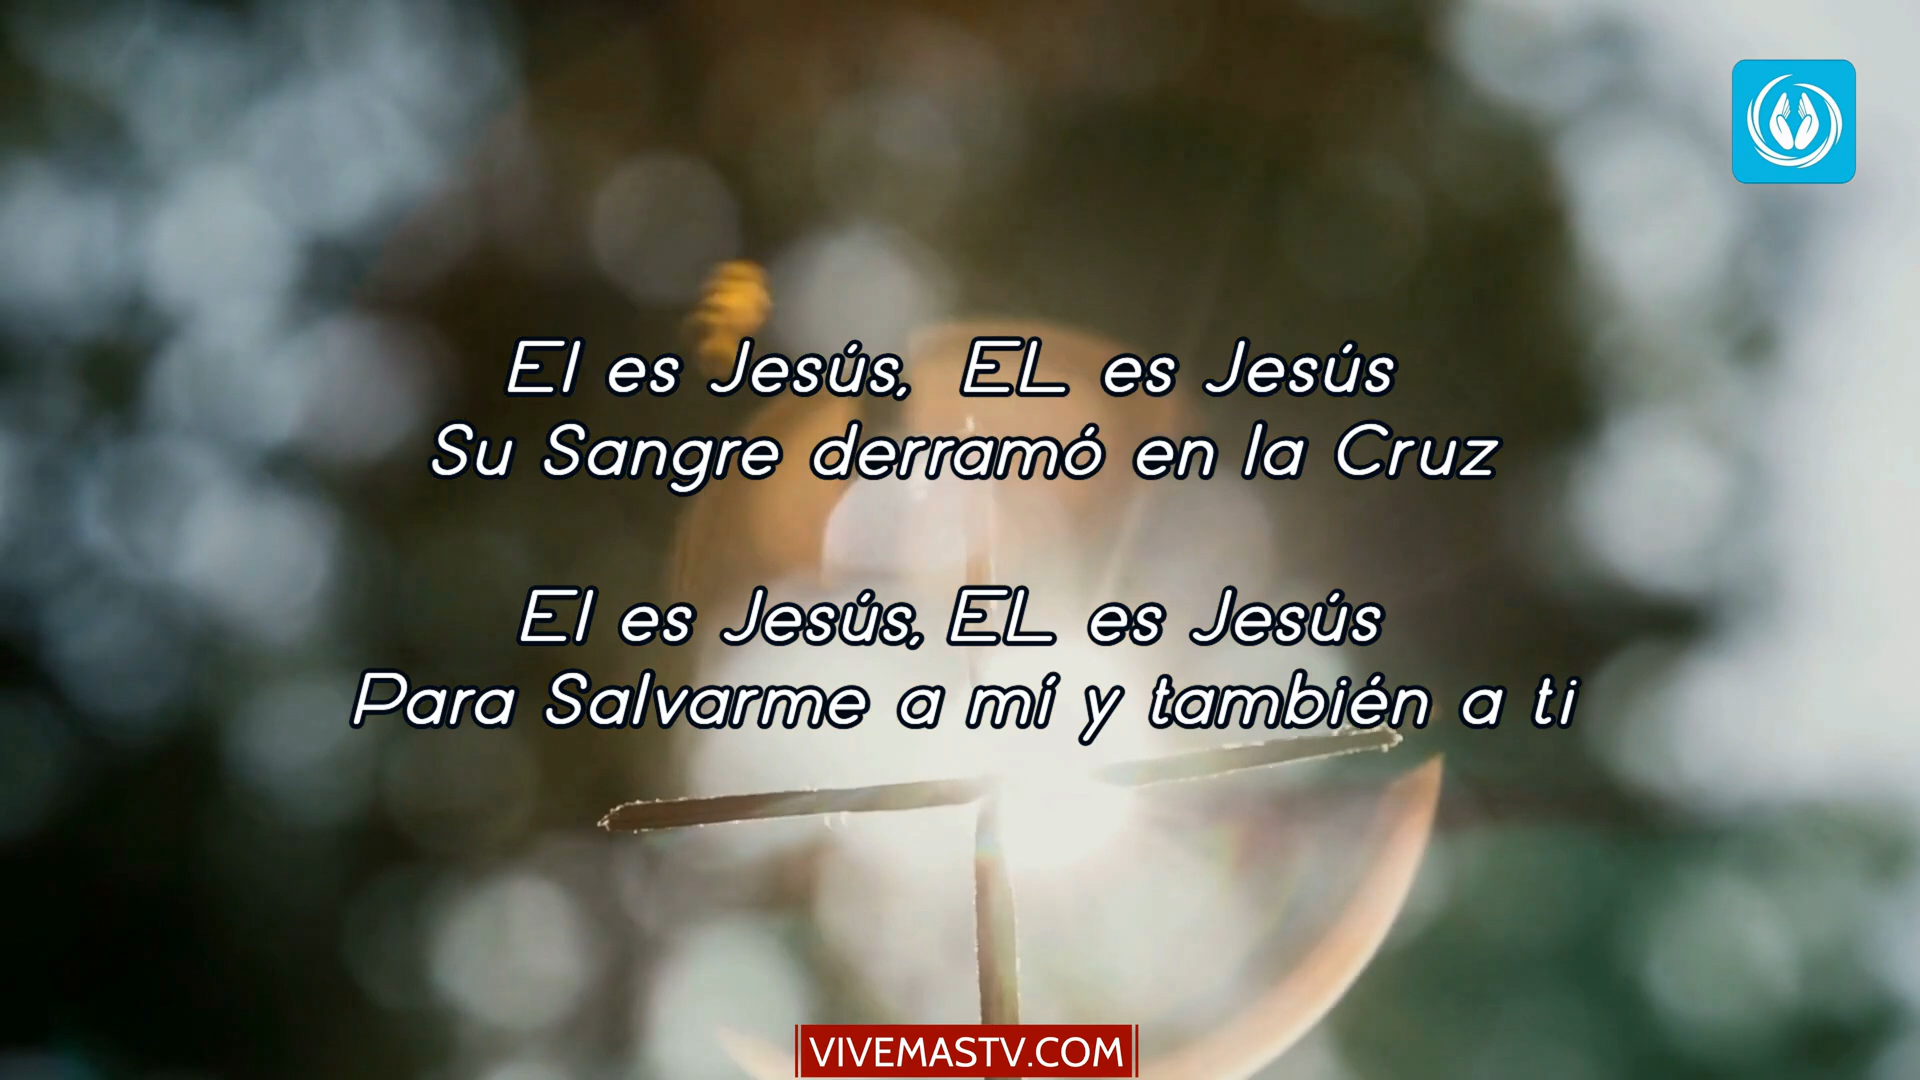 El es Jesús, EL es Jesús
Su Sangre derramó en la Cruz
El es Jesús, EL es Jesús
Para Salvarme a mí y también a ti
VIVEMASTV.COM